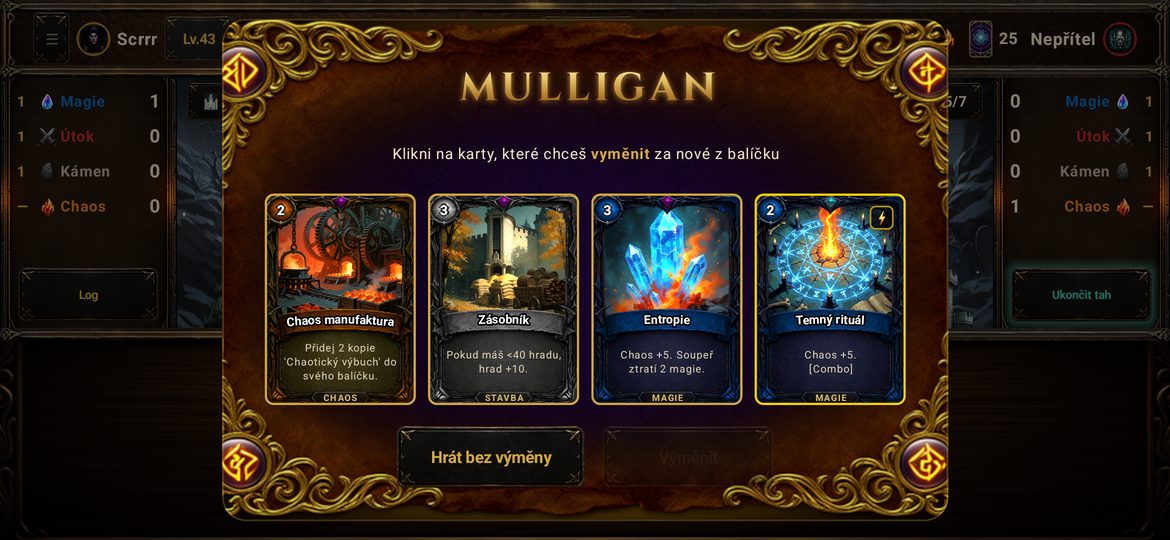 Scrrr
Lv.43
25
Nepřítel
MULLIGAN
1 Magie 1
1 Útok 0
1 Kámen 0
– Chaos 0
Log
/7
0 Magie 1
0 Útok 1
0 Kámen 1
1 Chaos –
Ukončit tah
Klikni na karty, které chceš vyměnit za nové z balíčku
2
Chaos manufaktura
Přidej 2 kopie
'Chaotický výbuch' do
svého balíčku.
CHAOS
3
Zásobník
Pokud máš <40 hradu,
hrad +10.
STAVBA
3
Entropie
Chaos +5. Soupeř
ztratí 2 magie.
MAGIE
2
Temný rituál
Chaos +5.
[Combo]
MAGIE
Hrát bez výměny
Vyměnit